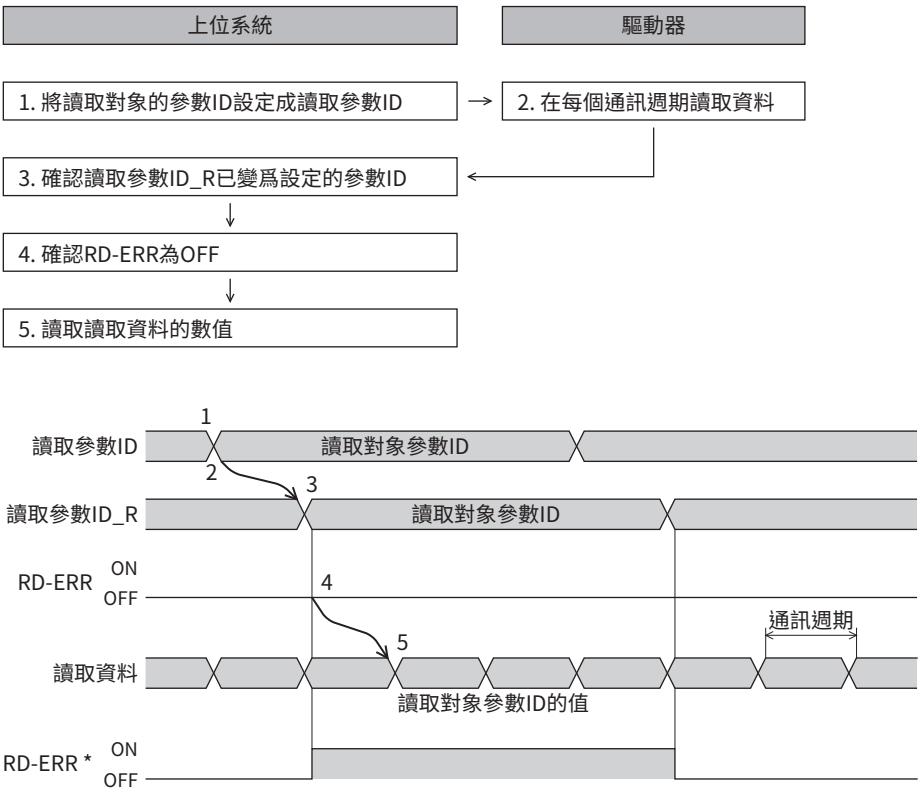 上位系統
驅動器
1. 將讀取對象的參數ID設定成讀取參數ID
2. 在每個通訊週期讀取資料
3. 確認讀取參數ID_R已變爲設定的參數ID
4. 確認RD-ERR為OFF
5. 讀取讀取資料的數值
1
讀取參數ID
讀取對象參數ID
2
3
讀取參數ID_R
讀取對象參數ID
RD-ERR
ON
OFF
4
通訊週期
5
讀取資料
讀取對象參數ID的值
RD-ERR *
ON
OFF